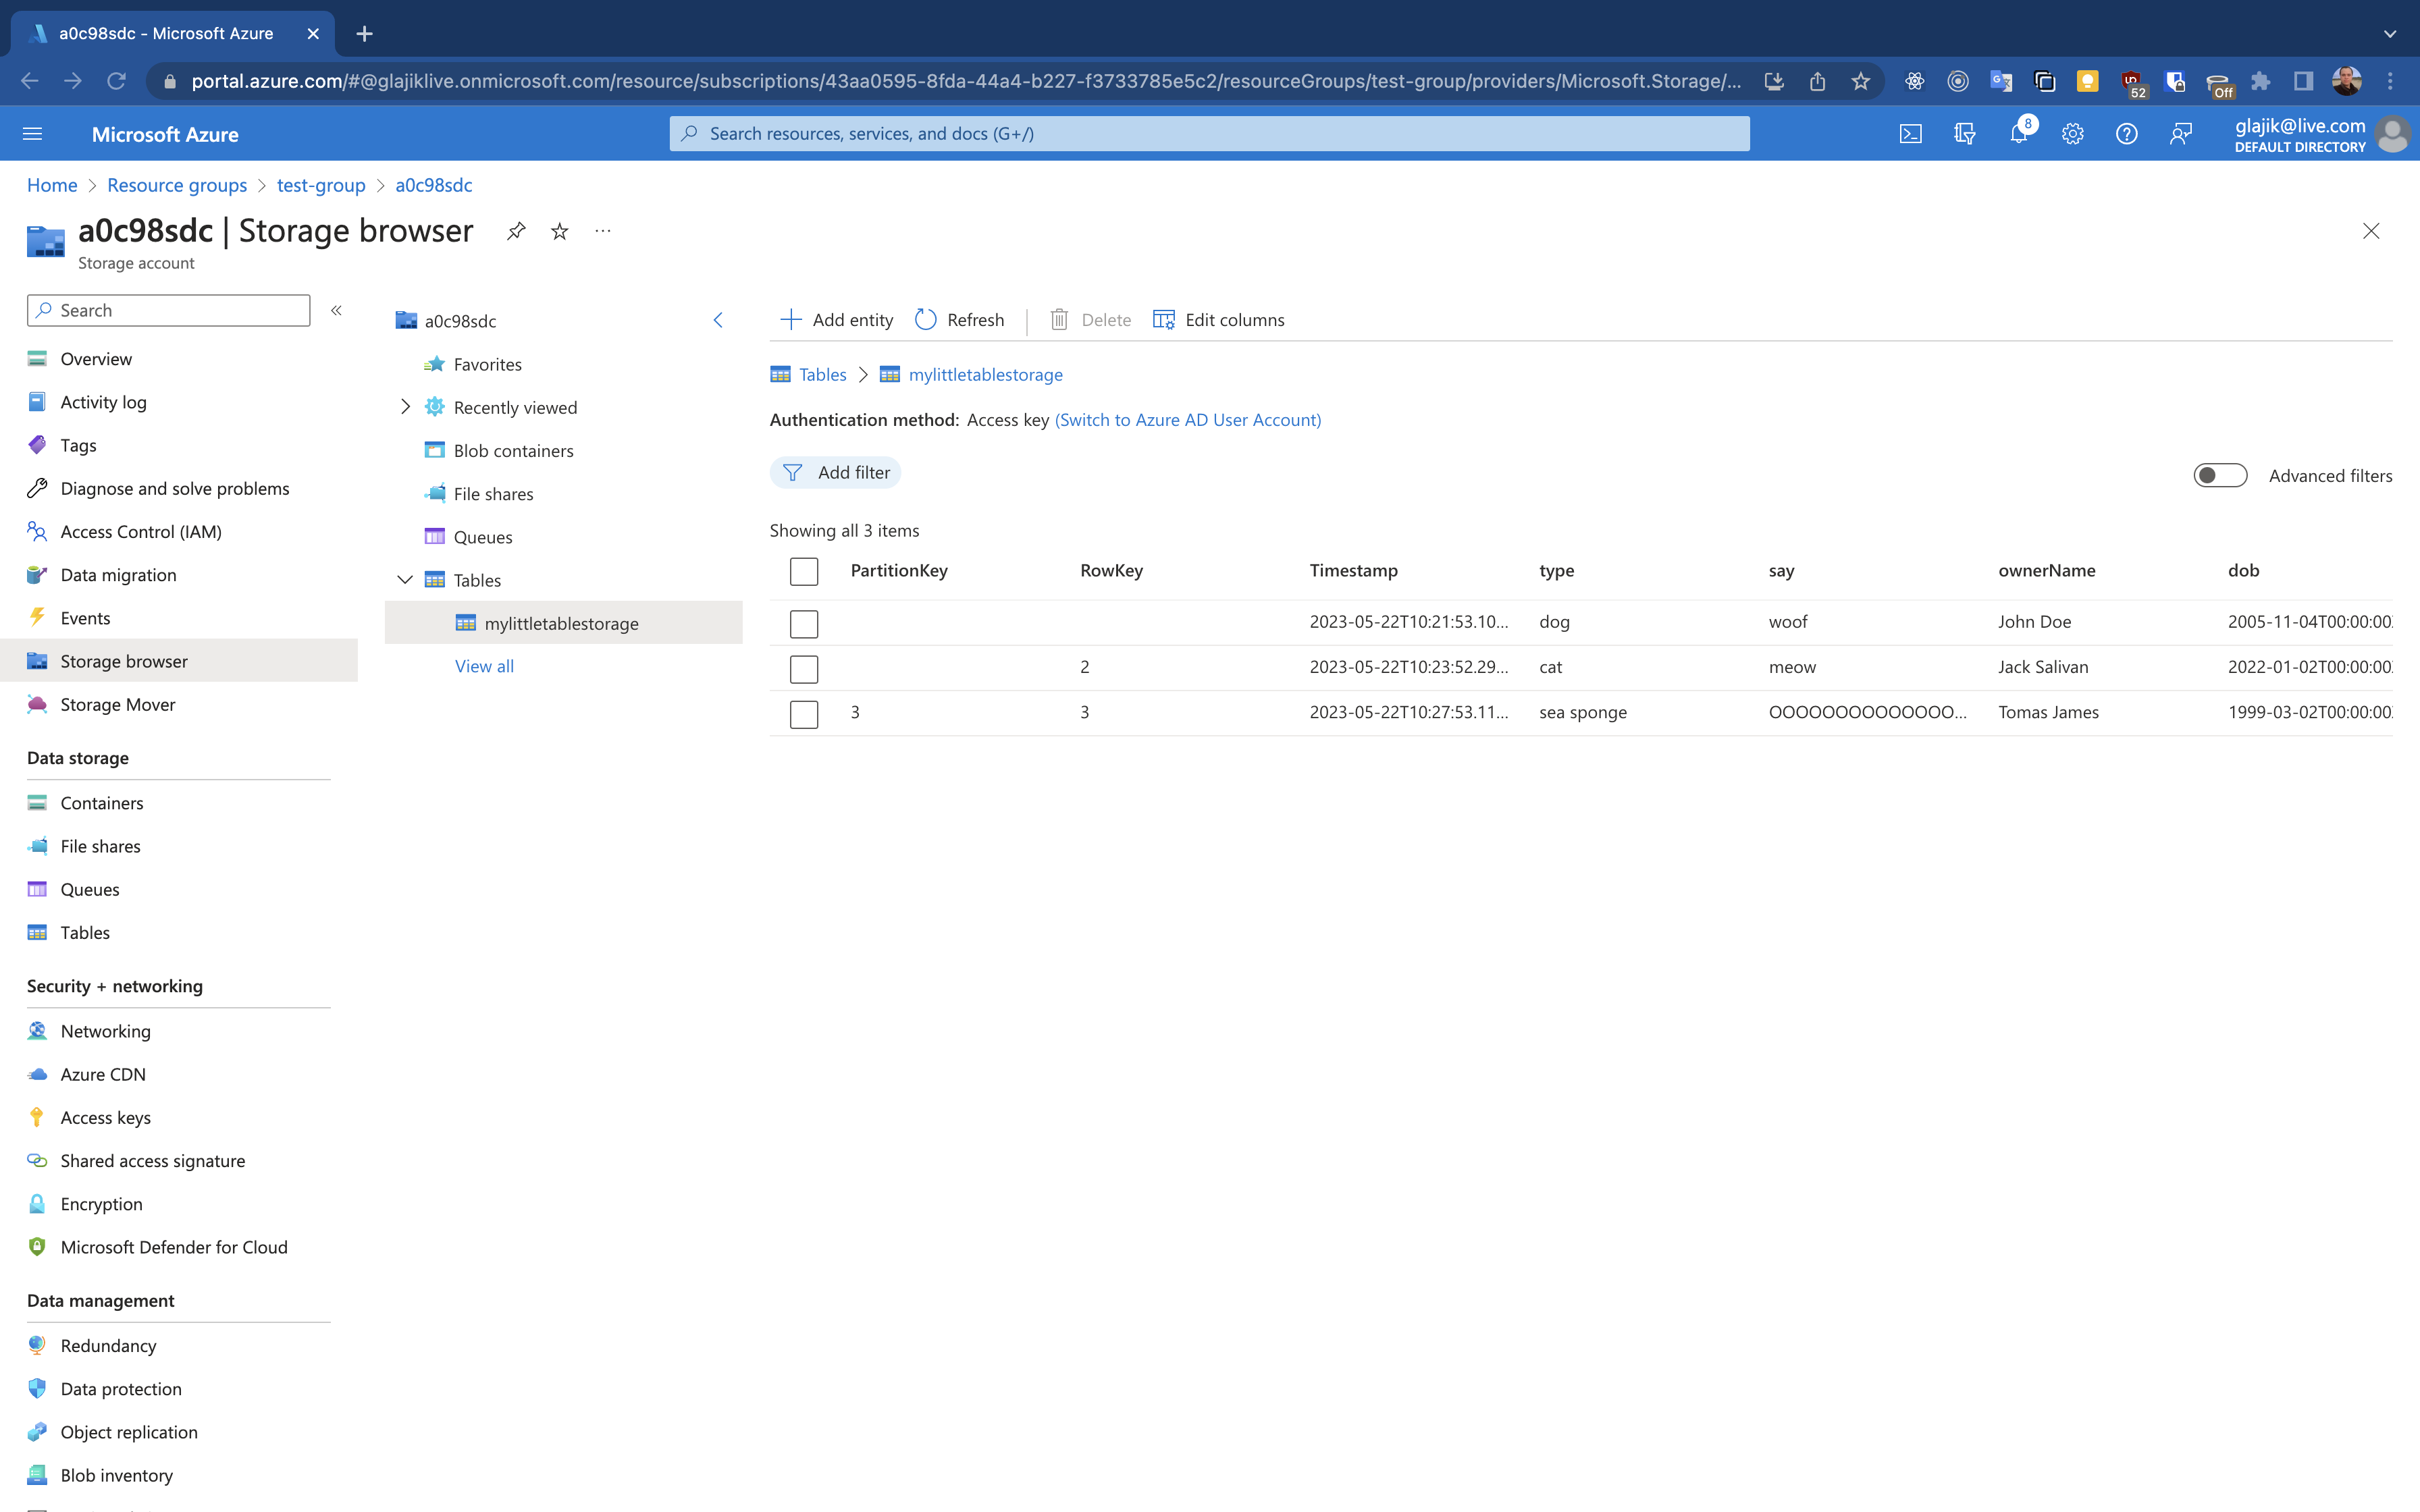 a0c98sdc - Microsoft Azure
portal.azure.com/#@glajiklive.onmicrosoft.com/resource/subscriptions/43aa0595-8fda-44a4-b227-f3733785e5c2/resourceGroups/test-group/providers/Microsoft.Storage/...
52
Off
Microsoft Azure
Search resources, services, and docs (G+/)
8
glajik@live.com
DEFAULT DIRECTORY
Home > Resource groups > test-group > a0c98sdc
a0c98sdc | Storage browser
Storage account
Search
Overview
Activity log
Tags
Diagnose and solve problems
Access Control (IAM)
Data migration
Events
Storage browser
Storage Mover
Data storage
Containers
File shares
Queues
Tables
Security + networking
Networking
Azure CDN
Access keys
Shared access signature
Encryption
Microsoft Defender for Cloud
Data management
Redundancy
Data protection
Object replication
Blob inventory
a0c98sdc
Favorites
Recently viewed
Blob containers
File shares
Queues
Tables
mylittletablestorage
View all
Add entity Refresh Delete Edit columns
Tables > mylittletablestorage
Authentication method: Access key (Switch to Azure AD User Account)
Add filter
Advanced filters
Showing all 3 items
PartitionKey RowKey Timestamp type say ownerName dob
2023-05-22T10:21:53.10... dog woof John Doe 2005-11-04T00:00:00
2 2023-05-22T10:23:52.29... cat meow Jack Salivan 2022-01-02T00:00:00
3 3 2023-05-22T10:27:53.11... sea sponge OOOOOOOOOOOOOO... Tomas James 1999-03-02T00:00:00